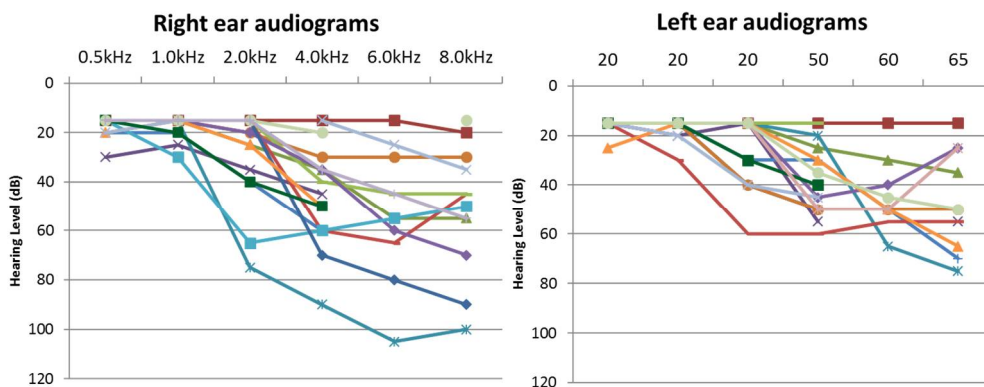 Right ear audiograms
0.5kHz 1.0kHz 2.0kHz 4.0kHz 6.0kHz 8.0kHz
0
20
40
60
80
100
120
Hearing Level (dB)
Left ear audiograms
20 20 20 50 60 65
0
20
40
60
80
100
120
Hearing Level (dB)